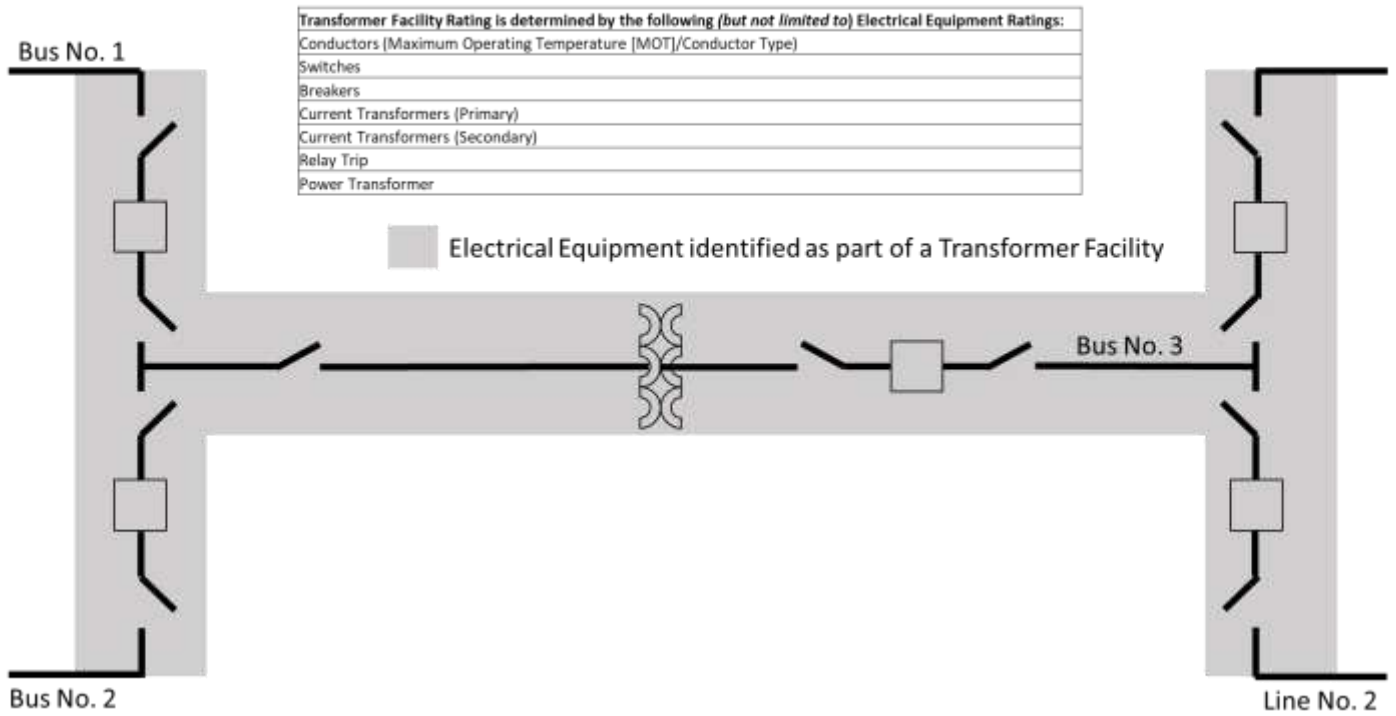 Transformer Facility Rating is determined by the following (but not limited to) Electrical Equipment Ratings:
Conductors (Maximum Operating Temperature [MOT]/Conductor Type)
Switches
Breakers
Current Transformers (Primary)
Current Transformers (Secondary)
Relay Trip
Power Transformer
Bus No. 1
Electrical Equipment identified as part of a Transformer Facility
Bus No. 3
Bus No. 2
Line No. 2